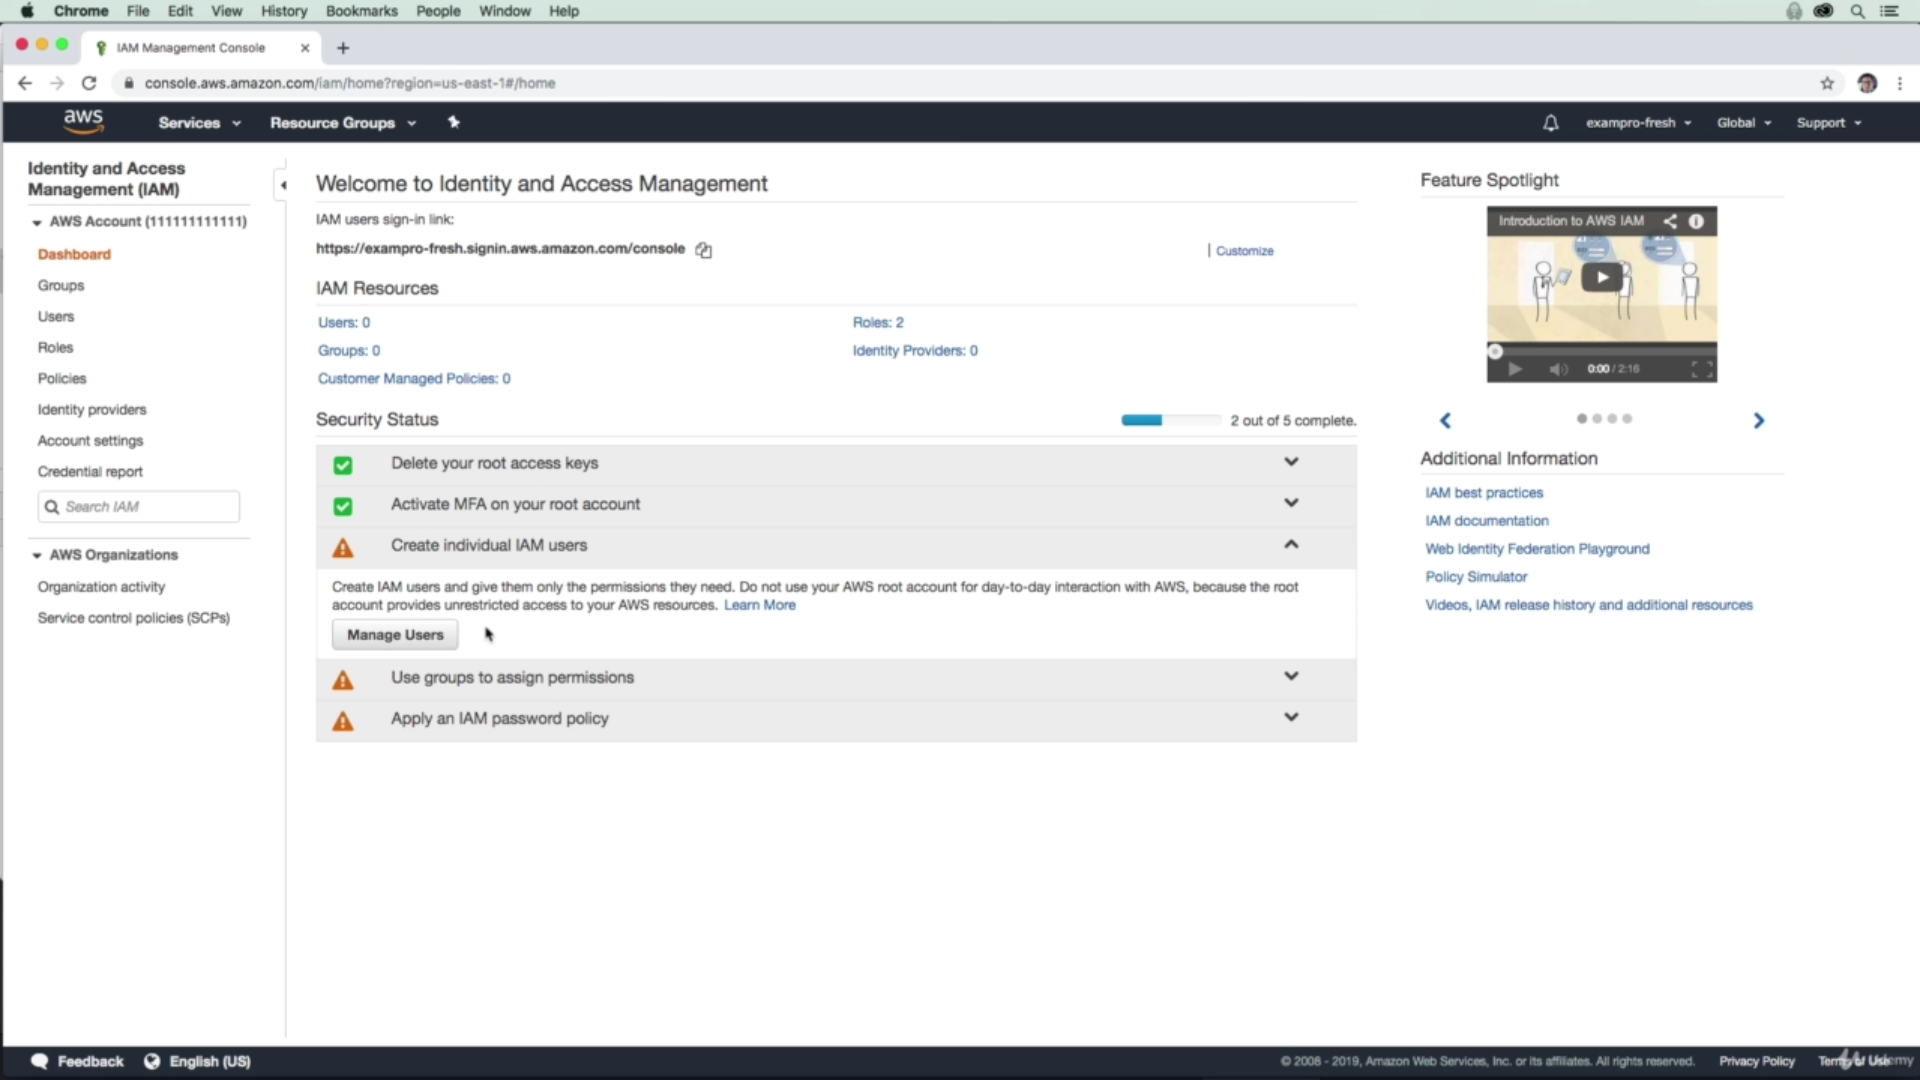 Chrome File Edit View History Bookmarks People Window Help
IAM Management Console
console.aws.amazon.com/iam/home?region=us-east-1#/home
aws Services Resource Groups exampro-fresh Global Support
Identity and Access
Management (IAM)
AWS Account (111111111111)
Dashboard
Groups
Users
Roles
Policies
Identity providers
Account settings
Credential report
Search IAM
AWS Organizations
Organization activity
Service control policies (SCPs)
Welcome to Identity and Access Management
IAM users sign-in link:
https://exampro-fresh.signin.aws.amazon.com/console
Customize
IAM Resources
Users: 0
Roles: 2
Groups: 0
Identity Providers: 0
Customer Managed Policies: 0
Security Status
2 out of 5 complete.
Delete your root access keys
Activate MFA on your root account
Create individual IAM users
Create IAM users and give them only the permissions they need. Do not use your AWS root account for day-to-day interaction with AWS, because the root
account provides unrestricted access to your AWS resources. Learn More
Manage Users
Use groups to assign permissions
Apply an IAM password policy
Feature Spotlight
Introduction to AWS IAM
0:00 / 2:16
Additional Information
IAM best practices
IAM documentation
Web Identity Federation Playground
Policy Simulator
Videos, IAM release history and additional resources
Feedback English (US)
© 2008 - 2019, Amazon Web Services, Inc. or its affiliates. All rights reserved. Privacy Policy Terms of Use